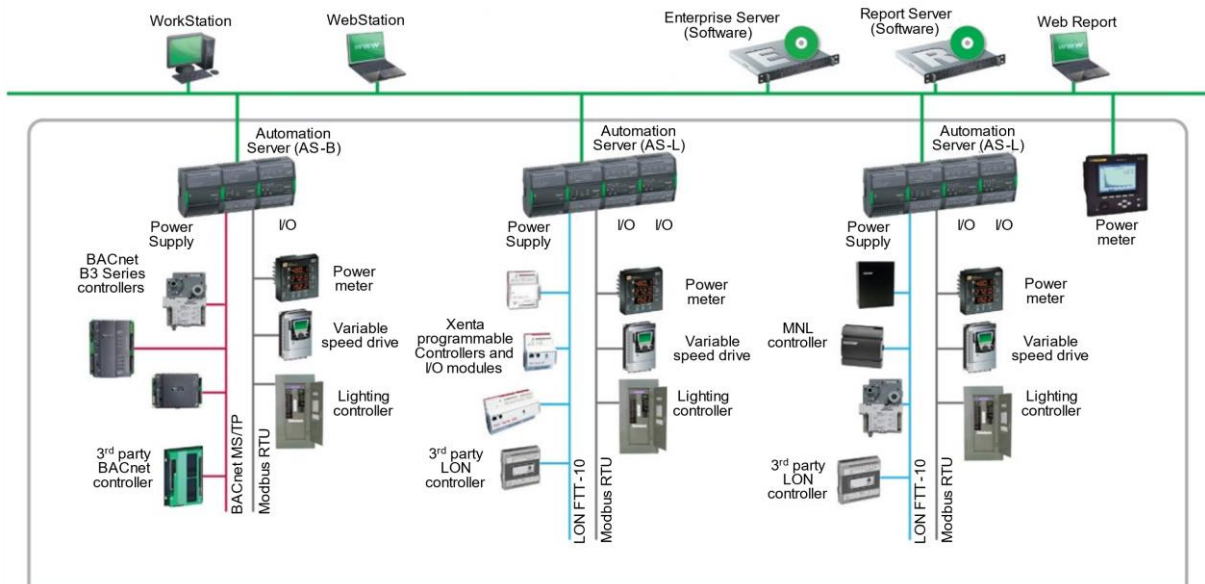 WorkStation
WebStation
Enterprise Server
(Software)
Report Server
(Software)
Web Report
www
www
E
R
Automation
Server (AS-B)
Automation
Server (AS-L)
Automation
Server (AS-L)
Power
Supply
I/O
BACnet
B3 Series
controllers
Power
meter
Variable
speed drive
Lighting
controller
3rd party
BACnet
controller
BACnet MS/TP
Modbus RTU
Power
Supply
I/O
I/O
Xenta
programmable
Controllers and
I/O modules
Power
meter
Variable
speed drive
Lighting
controller
3rd party
LON
controller
LON FTT-10
Modbus RTU
Power
Supply
I/O
I/O
MNL
controller
Power
meter
Variable
speed drive
Lighting
controller
3rd party
LON
controller
LON FTT-10
Modbus RTU
Power
meter